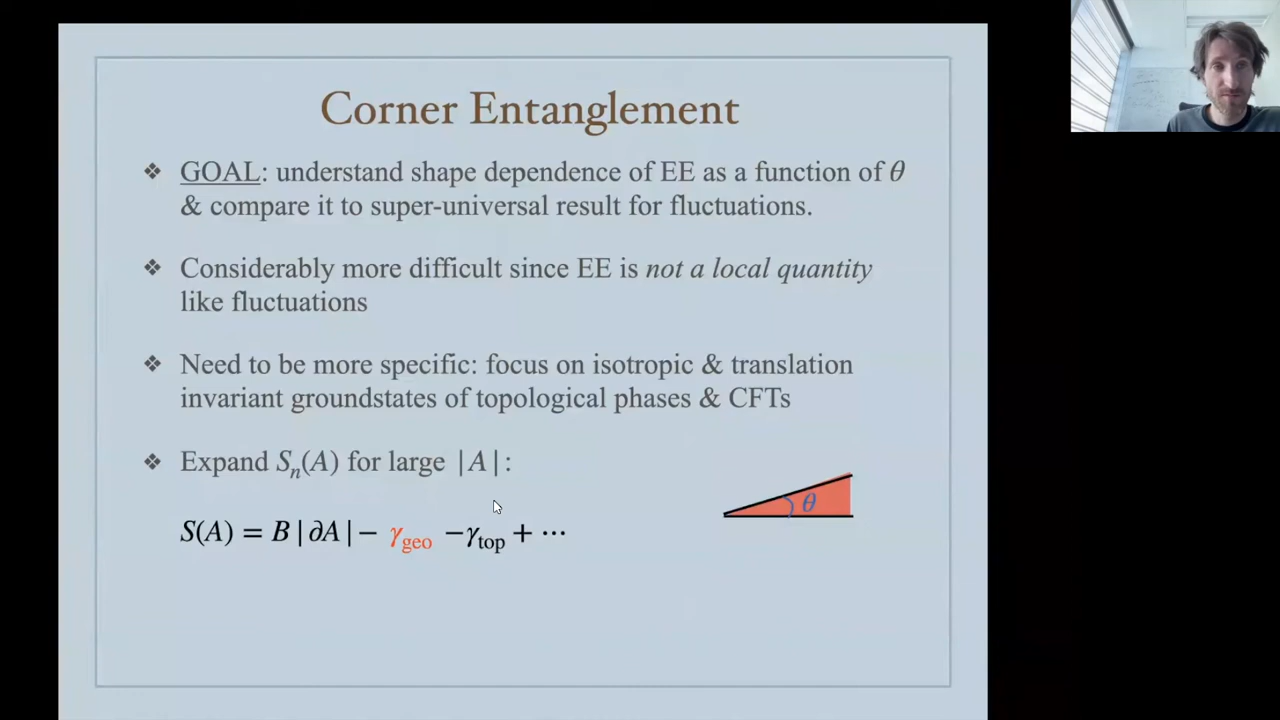 Corner Entanglement
❖ GOAL: understand shape dependence of EE as a function of θ
& compare it to super-universal result for fluctuations.
❖ Considerably more difficult since EE is not a local quantity
like fluctuations
❖ Need to be more specific: focus on isotropic & translation
invariant groundstates of topological phases & CFTs
❖ Expand Sₙ(A) for large |A|:
θ
S(A) = B|∂A| − γ_geo − γ_top + ⋯